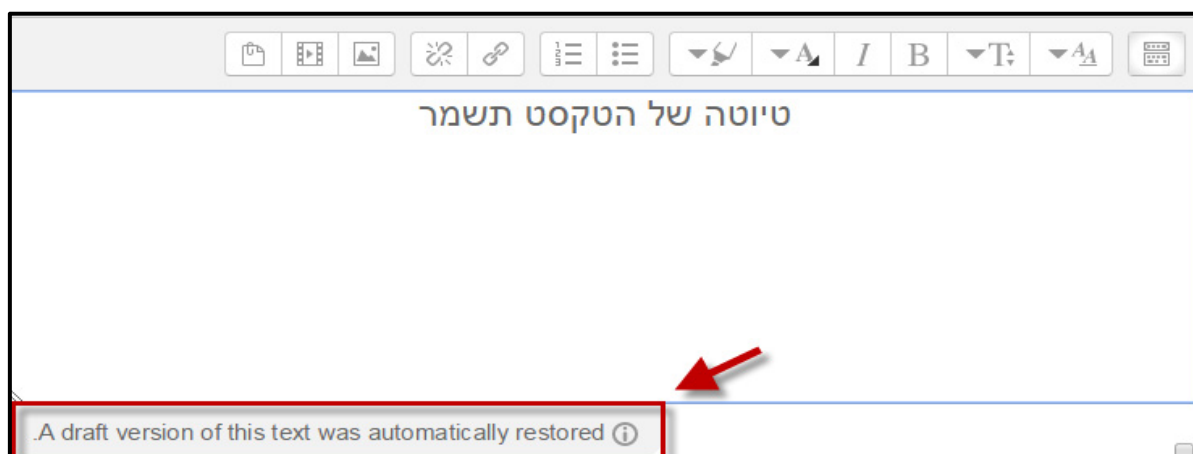 טיוטה של הטקסט תשמר
.A draft version of this text was automatically restored